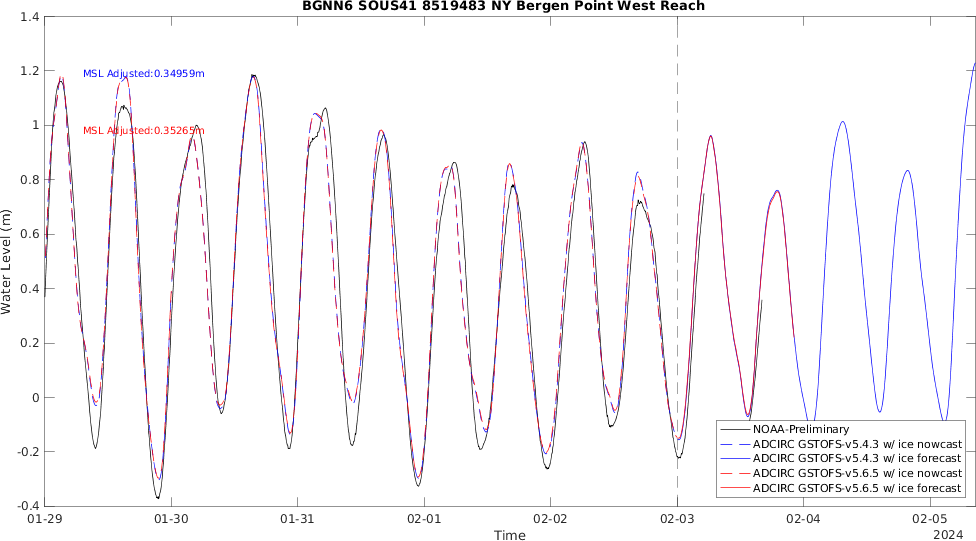 BGNN6 SOUS41 8519483 NY Bergen Point West Reach
1.4
1.2
1
0.8
0.6
0.4
0.2
0
-0.2
-0.4
Water Level (m)
MSL Adjusted:0.34959m
MSL Adjusted:0.35265m
NOAA-Preliminary
ADCIRC GSTOFS-v5.4.3 w/ ice nowcast
ADCIRC GSTOFS-v5.4.3 w/ ice forecast
ADCIRC GSTOFS-v5.6.5 w/ ice nowcast
ADCIRC GSTOFS-v5.6.5 w/ ice forecast
01-29 01-30 01-31 02-01 02-02 02-03 02-04 02-05
Time
2024